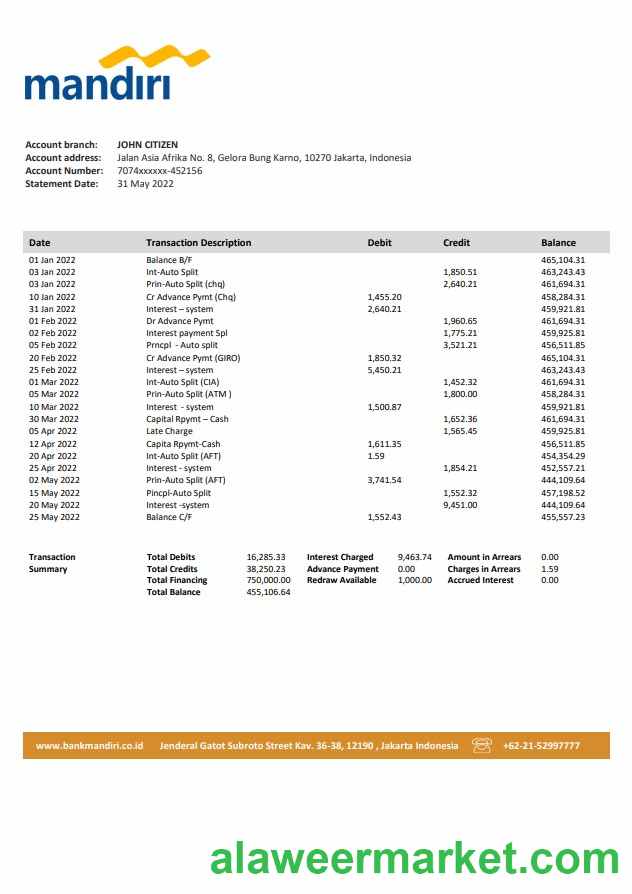 mandırı
Account branch: JOHN CITIZEN
Account address: Jalan Asia Afrika No. 8, Gelora Bung Karno, 10270 Jakarta, Indonesia
Account Number: 7074xxxxxx-452156
Statement Date: 31 May 2022
Date Transaction Description Debit Credit Balance
01 Jan 2022 Balance B/F 465,104.31
03 Jan 2022 Int-Auto Split 1,850.51 463,243.43
03 Jan 2022 Prin-Auto Split (chq) 2,640.21 461,694.31
10 Jan 2022 Cr Advance Pymt (Chq) 1,455.20 458,284.31
31 Jan 2022 Interest – system 2,640.21 459,921.81
01 Feb 2022 Dr Advance Pymt 1,960.65 461,694.31
02 Feb 2022 Interest payment Spl 1,775.21 459,925.81
05 Feb 2022 Prncpl - Auto split 3,521.21 456,511.85
20 Feb 2022 Cr Advance Pymt (GIRO) 1,850.32 465,104.31
25 Feb 2022 Interest – system 5,450.21 463,243.43
01 Mar 2022 Int-Auto Split (CIA) 1,452.32 461,694.31
05 Mar 2022 Prin-Auto Split (ATM ) 1,800.00 458,284.31
10 Mar 2022 Interest - system 1,500.87 459,921.81
30 Mar 2022 Capital Rpymt – Cash 1,652.36 461,694.31
05 Apr 2022 Late Charge 1,565.45 459,925.81
12 Apr 2022 Capita Rpymt-Cash 1,611.35 456,511.85
20 Apr 2022 Int-Auto Split (AFT) 1.59 454,354.29
25 Apr 2022 Interest - system 1,854.21 452,557.21
02 May 2022 Prin-Auto Split (AFT) 3,741.54 444,109.64
15 May 2022 Pincpl-Auto Split 1,552.32 457,198.52
20 May 2022 Interest -system 9,451.00 444,109.64
25 May 2022 Balance C/F 1,552.43 455,557.23
Transaction Total Debits 16,285.33 Interest Charged 9,463.74 Amount in Arrears 0.00
Summary Total Credits 38,250.23 Advance Payment 0.00 Charges in Arrears 1.59
Total Financing 750,000.00 Redraw Available 1,000.00 Accrued Interest 0.00
Total Balance 455,106.64
www.bankmandiri.co.id Jenderal Gatot Subroto Street Kav. 36-38, 12190 , Jakarta Indonesia +62-21-52997777
alaweermarket.com